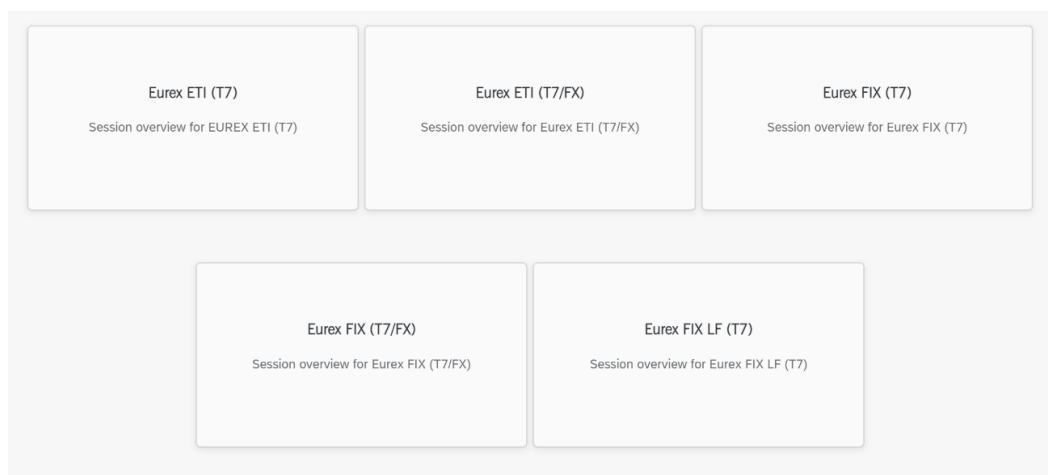 Eurex ETI (T7)
Session overview for EUREX ETI (T7)
Eurex ETI (T7/FX)
Session overview for Eurex ETI (T7/FX)
Eurex FIX (T7)
Session overview for Eurex FIX (T7)
Eurex FIX (T7/FX)
Session overview for Eurex FIX (T7/FX)
Eurex FIX LF (T7)
Session overview for Eurex FIX LF (T7)